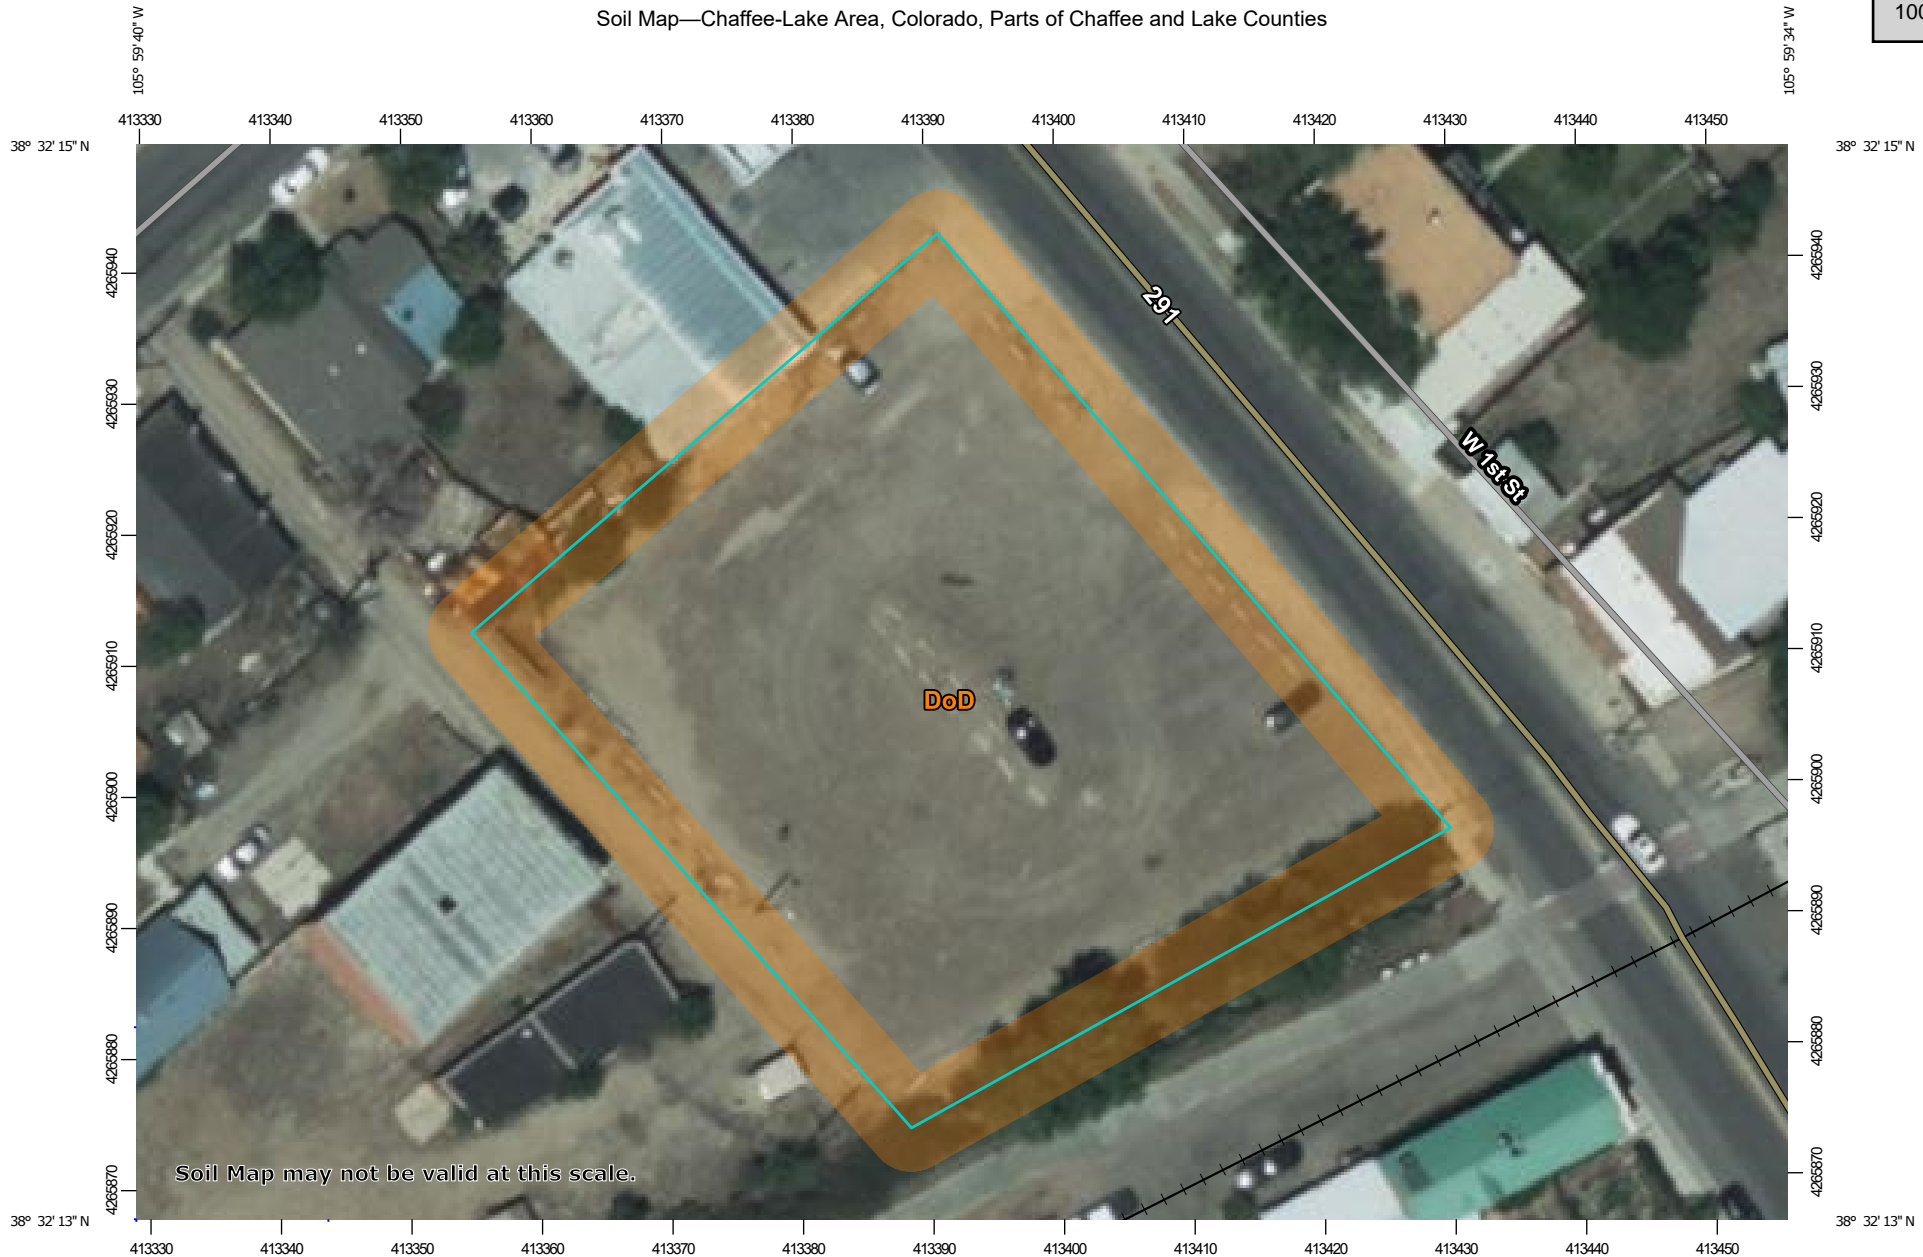 Soil Map—Chaffee-Lake Area, Colorado, Parts of Chaffee and Lake Counties
100
105° 59' 40" W
105° 59' 34" W
413330 413340 413350 413360 413370 413380 413390 413400 413410 413420 413430 413440 413450
38° 32' 15" N
38° 32' 15" N
4265940
4265940
291
4265930
4265930
W 1st St
4265920
4265920
4265910
4265910
DoD
4265900
4265900
4265890
4265890
4265880
4265880
Soil Map may not be valid at this scale.
4265870
4265870
38° 32' 13" N
38° 32' 13" N
413330 413340 413350 413360 413370 413380 413390 413400 413410 413420 413430 413440 413450